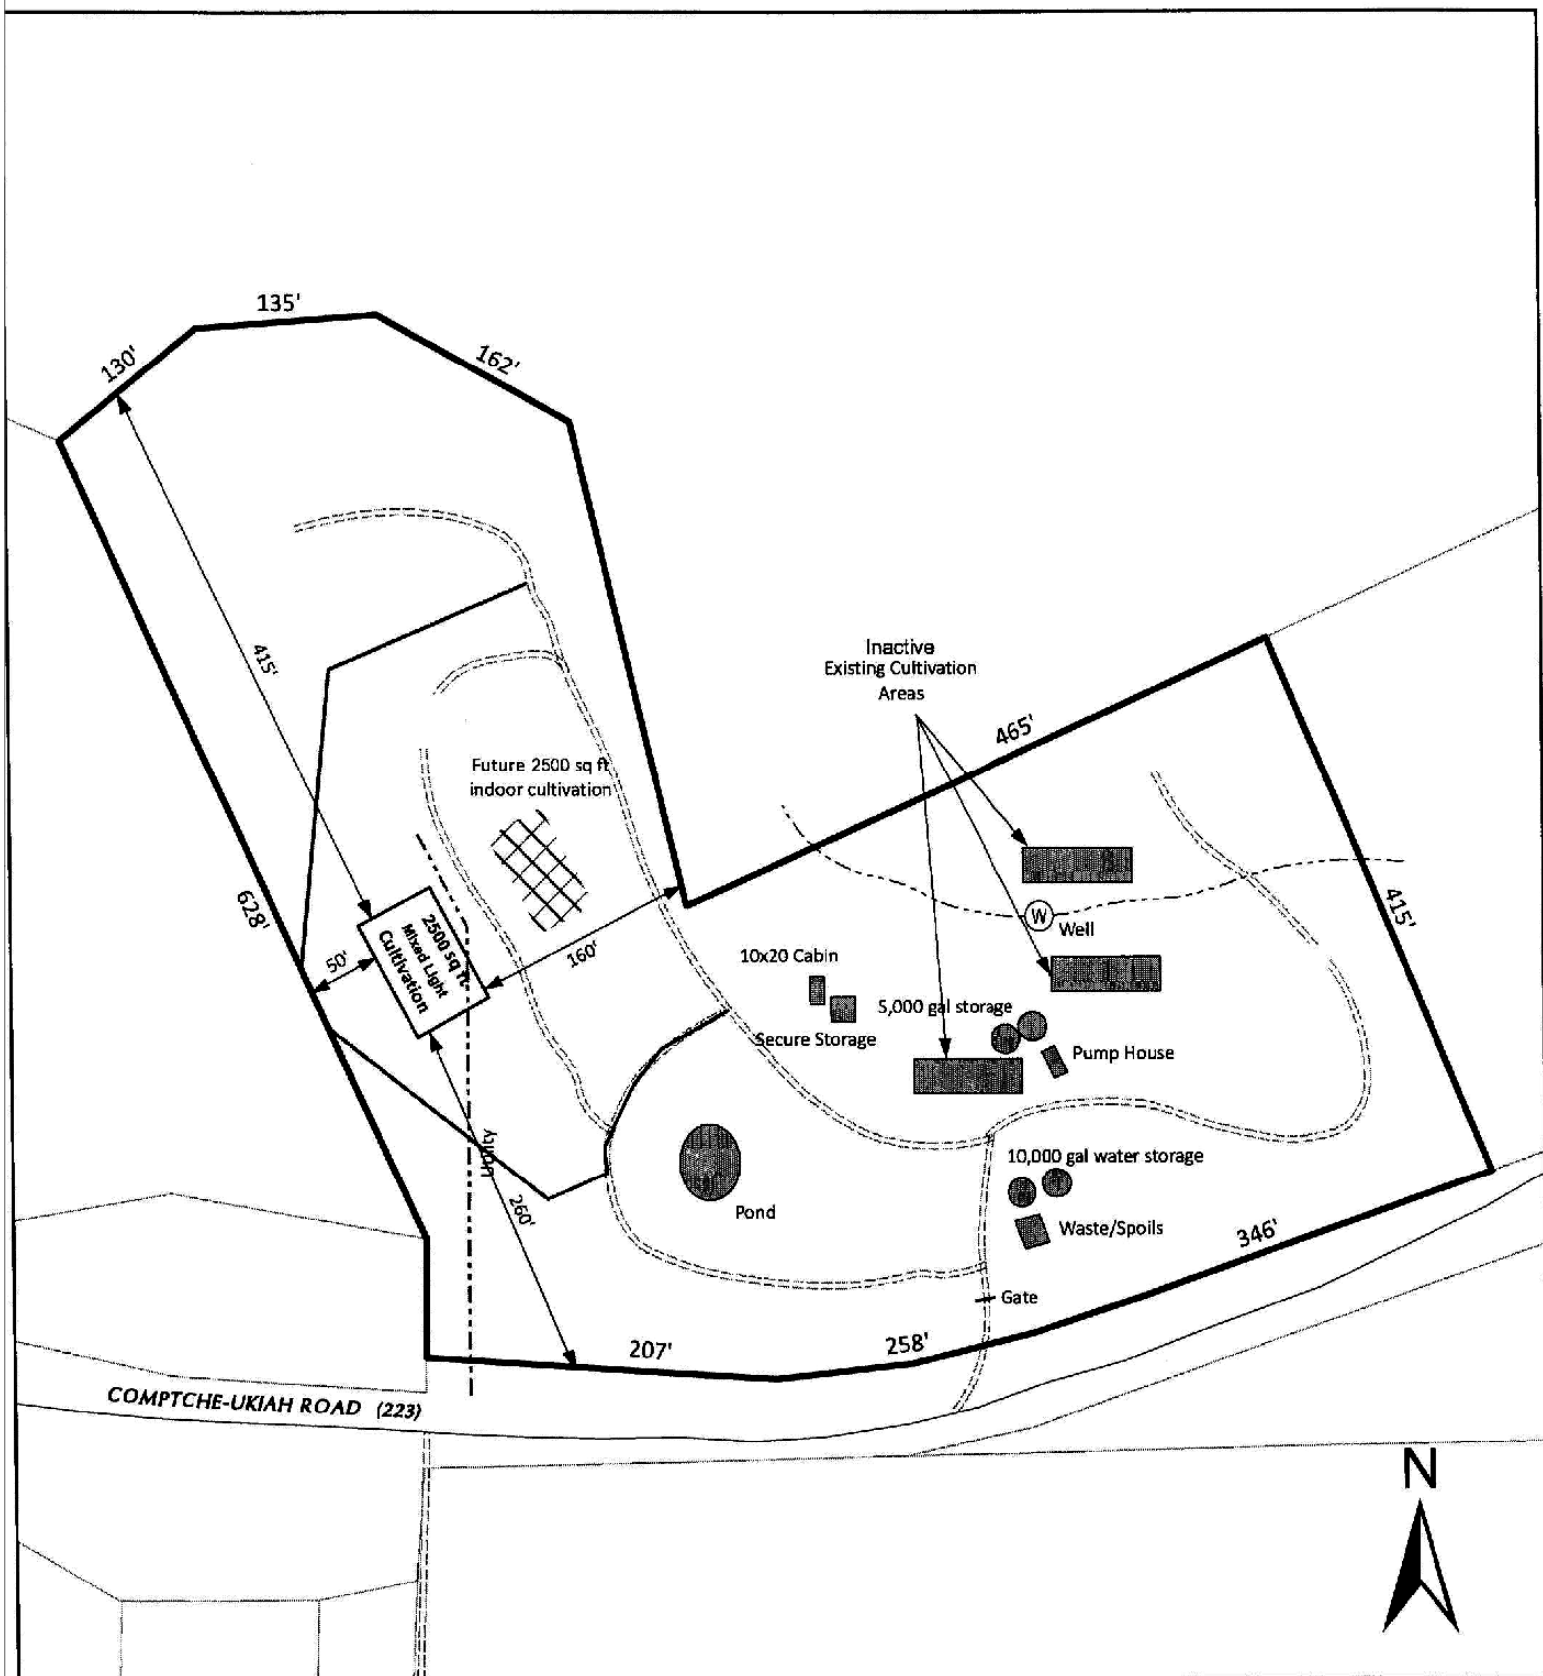 135'
130'
162'
415'
Inactive
Existing Cultivation
Areas
465'
Future 2500 sq ft
indoor cultivation
628'
2500 sq ft
Mixed Light
Cultivation
50'
160'
415'
W
Well
10x20 Cabin
5,000 gal storage
Secure Storage
Pump House
Utility
10,000 gal water storage
260'
Pond
Waste/Spoils
346'
Gate
207'
258'
COMPTCHE-UKIAH ROAD (223)
N